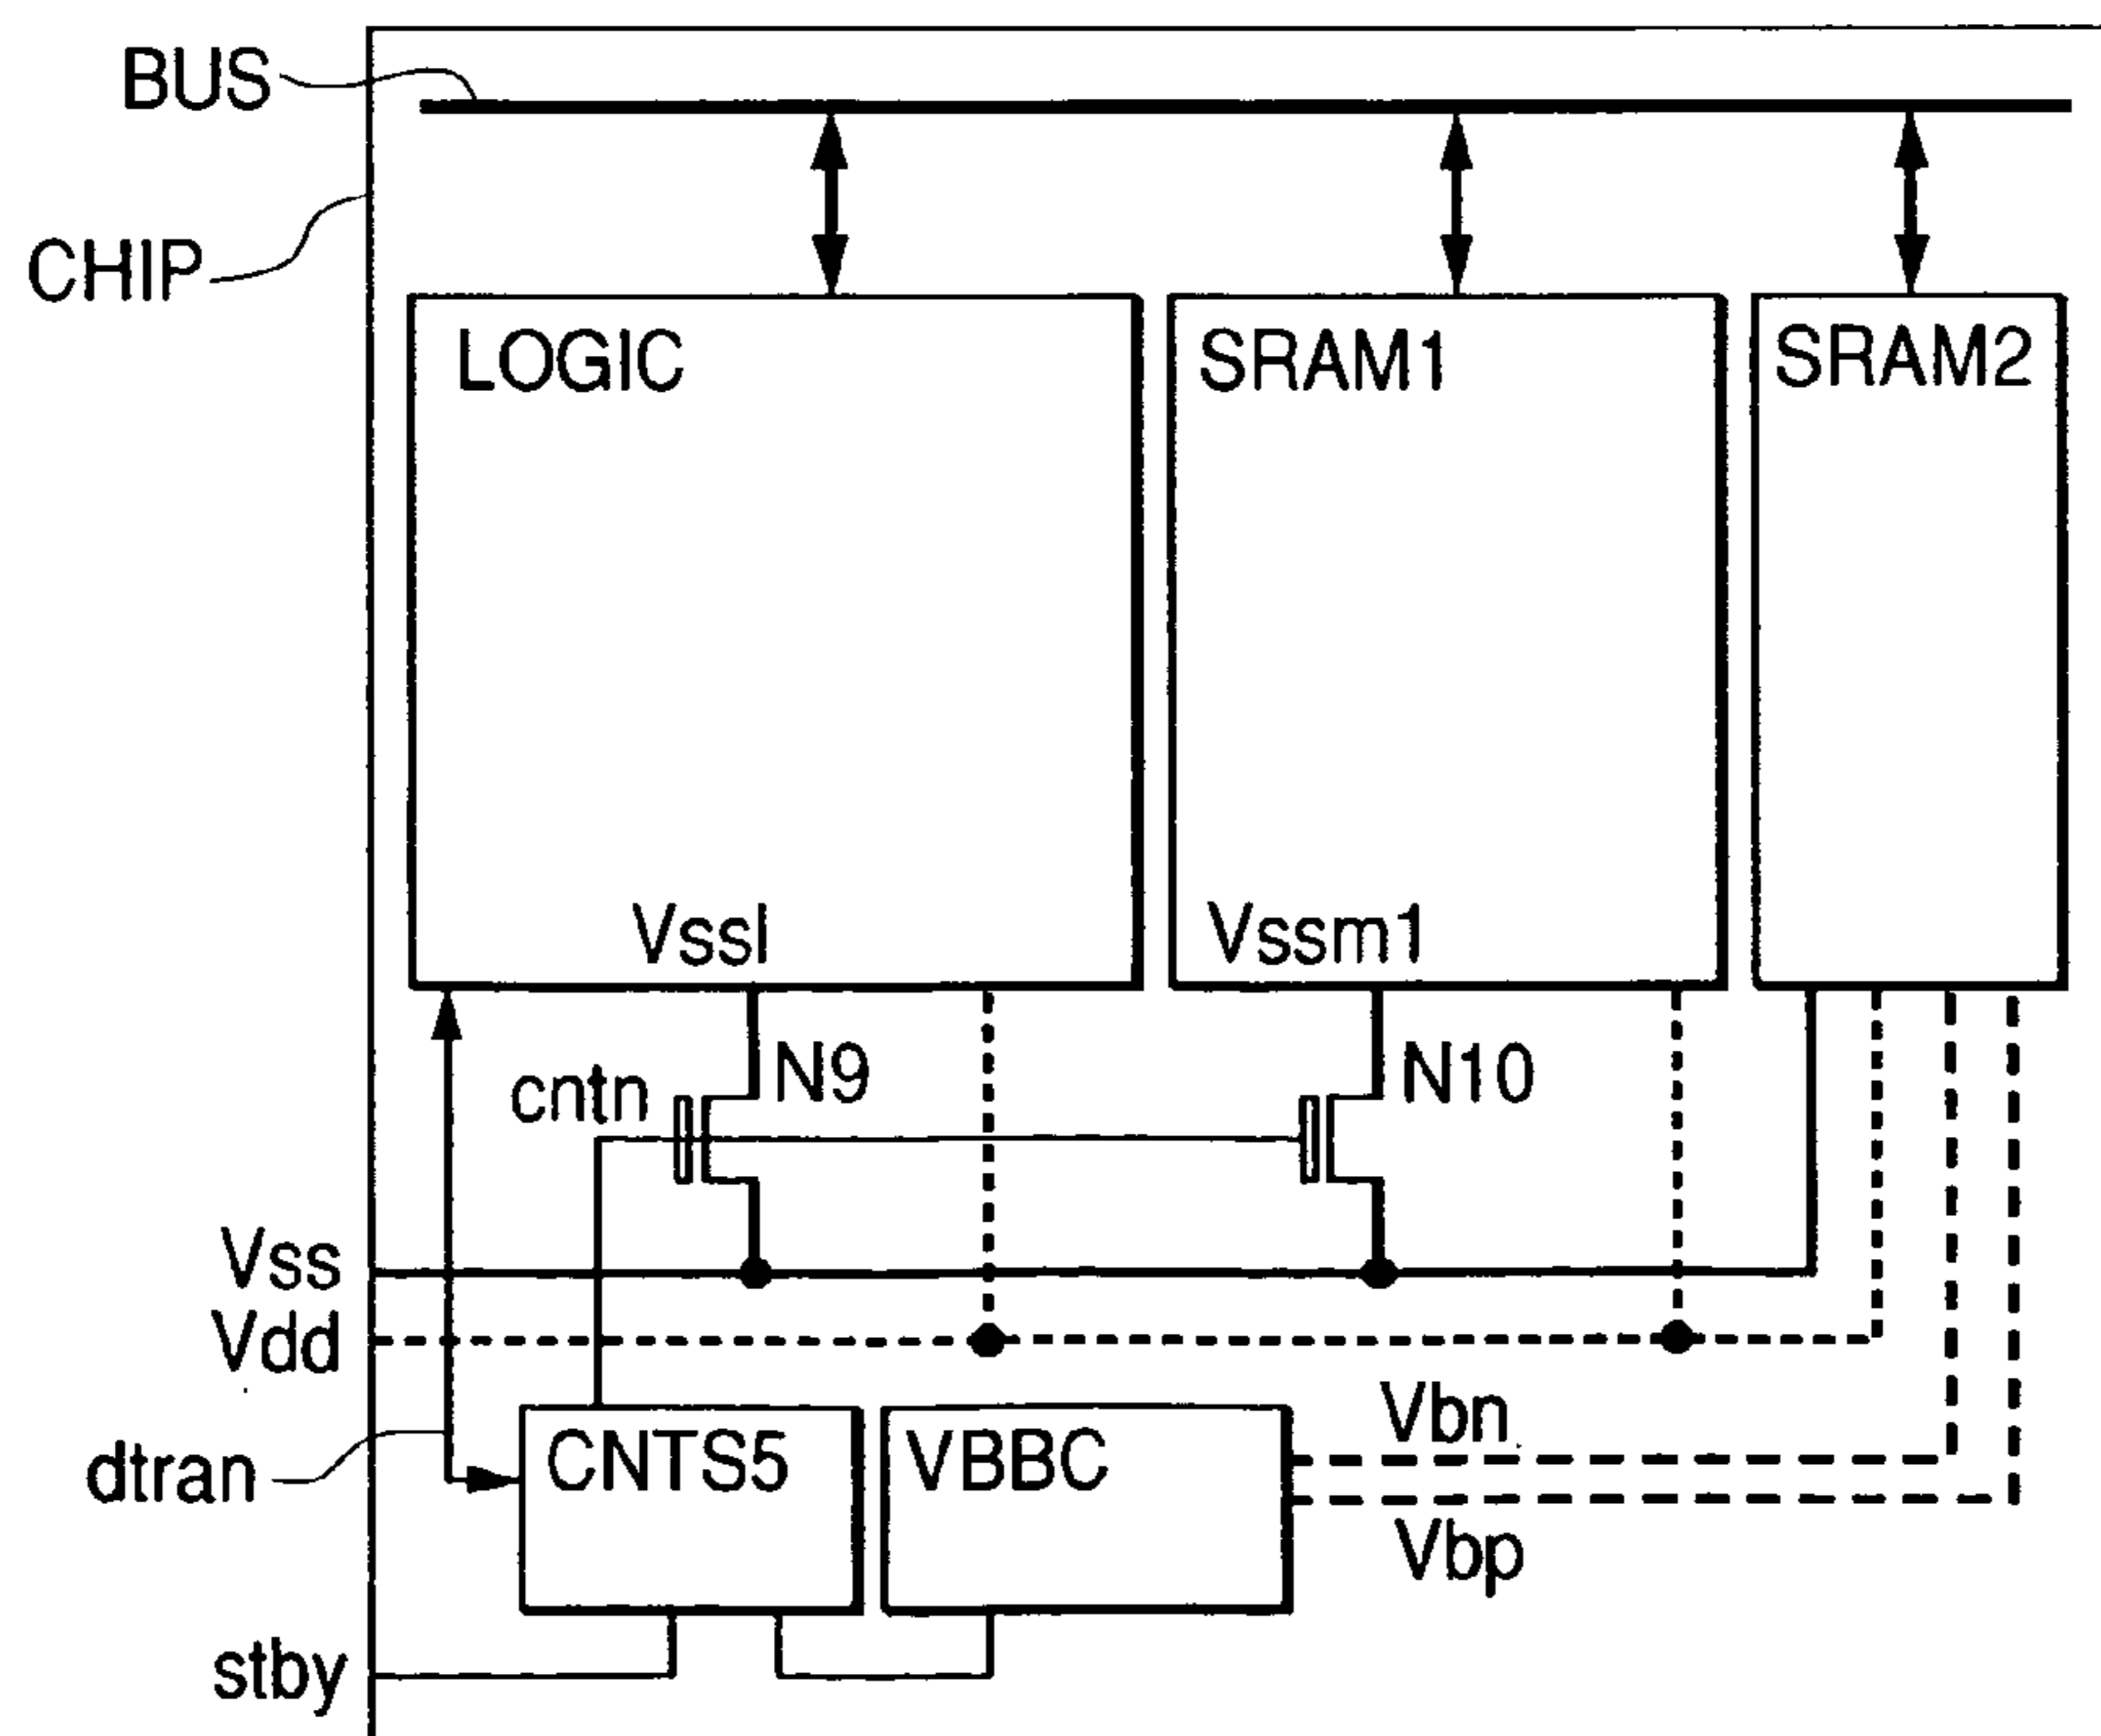 BUS
CHIP
LOGIC
SRAM1
SRAM2
Vssl
Vssm1
cntn
N9
N10
Vss
Vdd
dtran
CNTS5
VBBC
Vbn
Vbp
stby